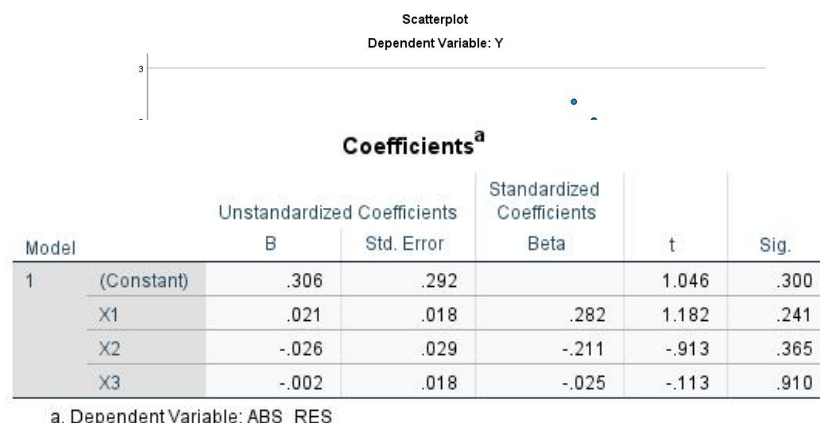 Scatterplot
Dependent Variable: Y
3
Coefficientsa
Unstandardized Coefficients Standardized Coefficients
Model B Std. Error Beta t Sig.
1 (Constant) .306 .292 1.046 .300
X1 .021 .018 .282 1.182 .241
X2 -.026 .029 -.211 -.913 .365
X3 -.002 .018 -.025 -.113 .910
a. Dependent Variable: ABS_RES